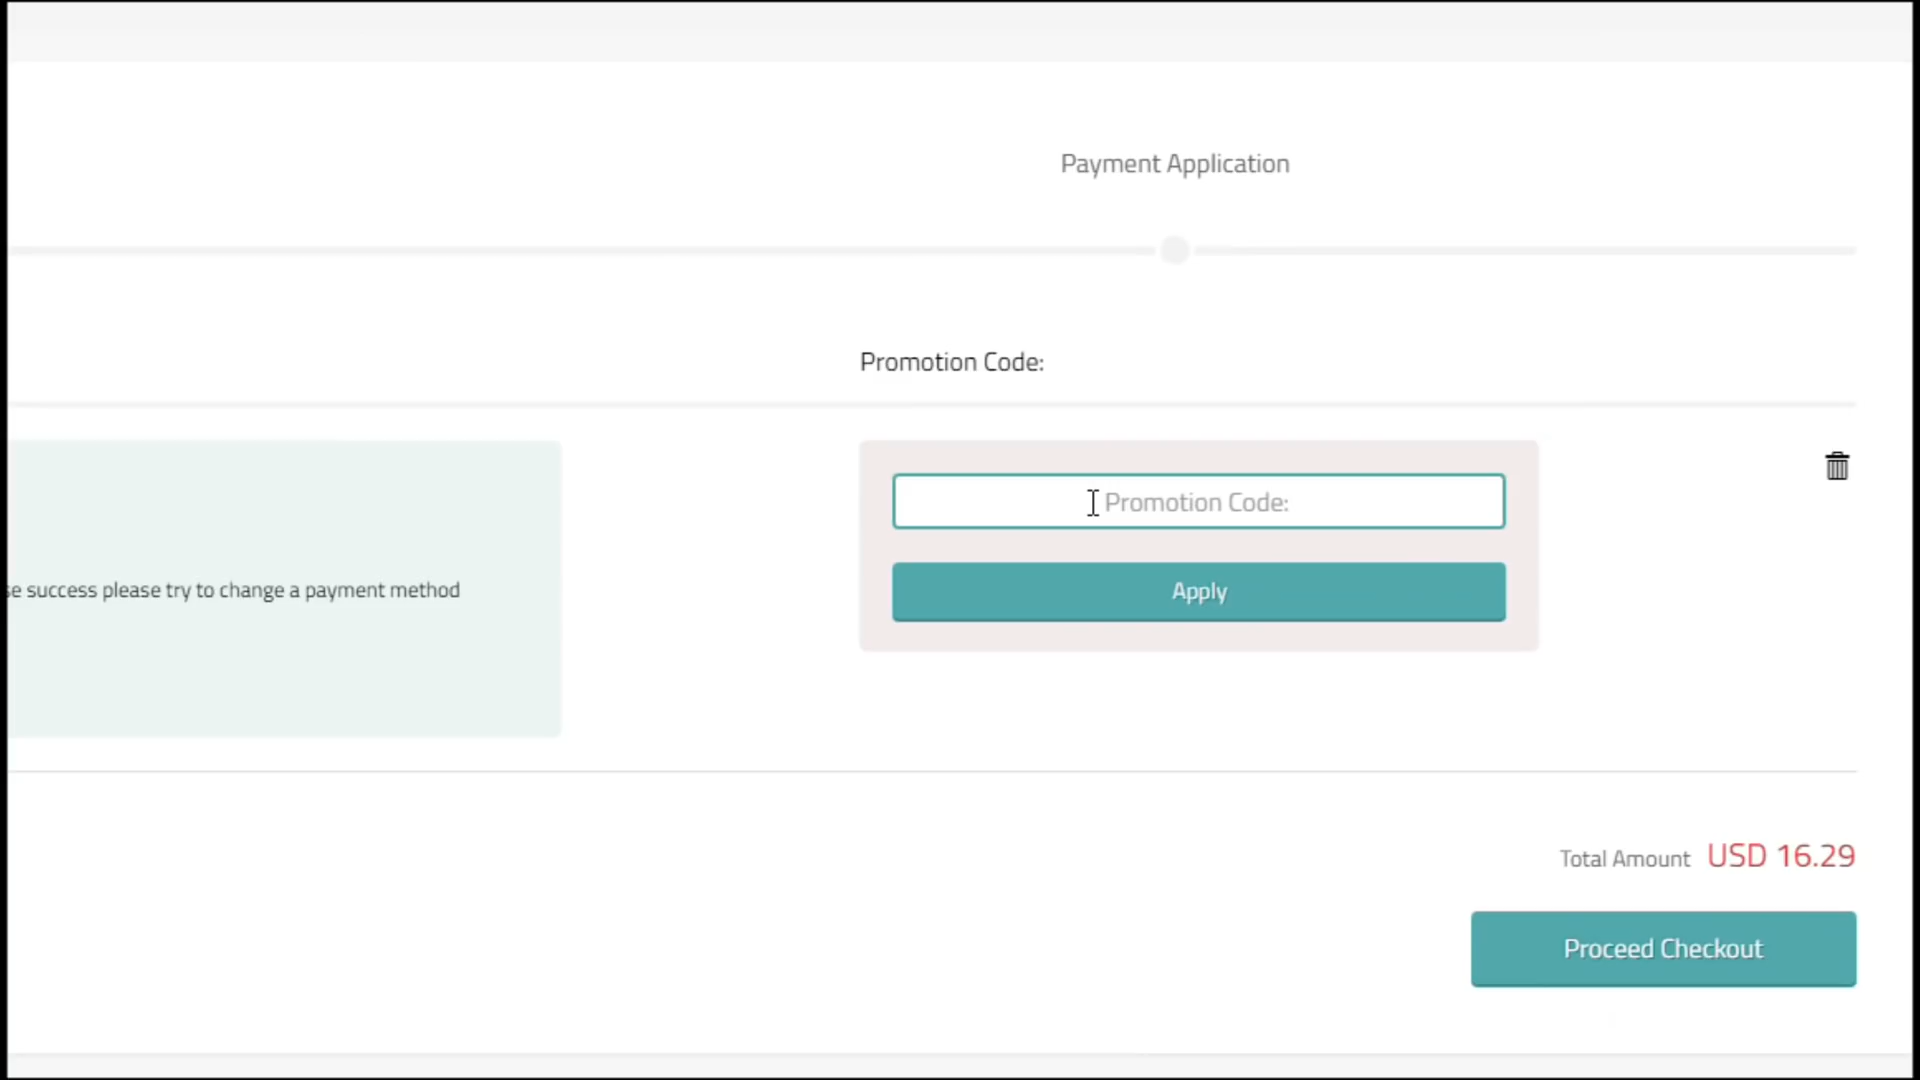 Payment Application
Promotion Code:
Promotion Code:
Apply
success please try to change a payment method
Total Amount USD 16.29
Proceed Checkout